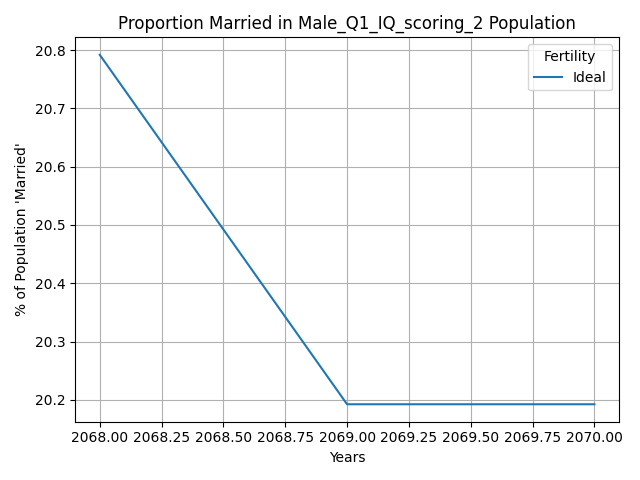 Proportion Married in Male_Q1_IQ_scoring_2 Population
Fertility
Ideal
% of Population 'Married'
20.8
20.7
20.6
20.5
20.4
20.3
20.2
2068.00 2068.25 2068.50 2068.75 2069.00 2069.25 2069.50 2069.75 2070.00
Years